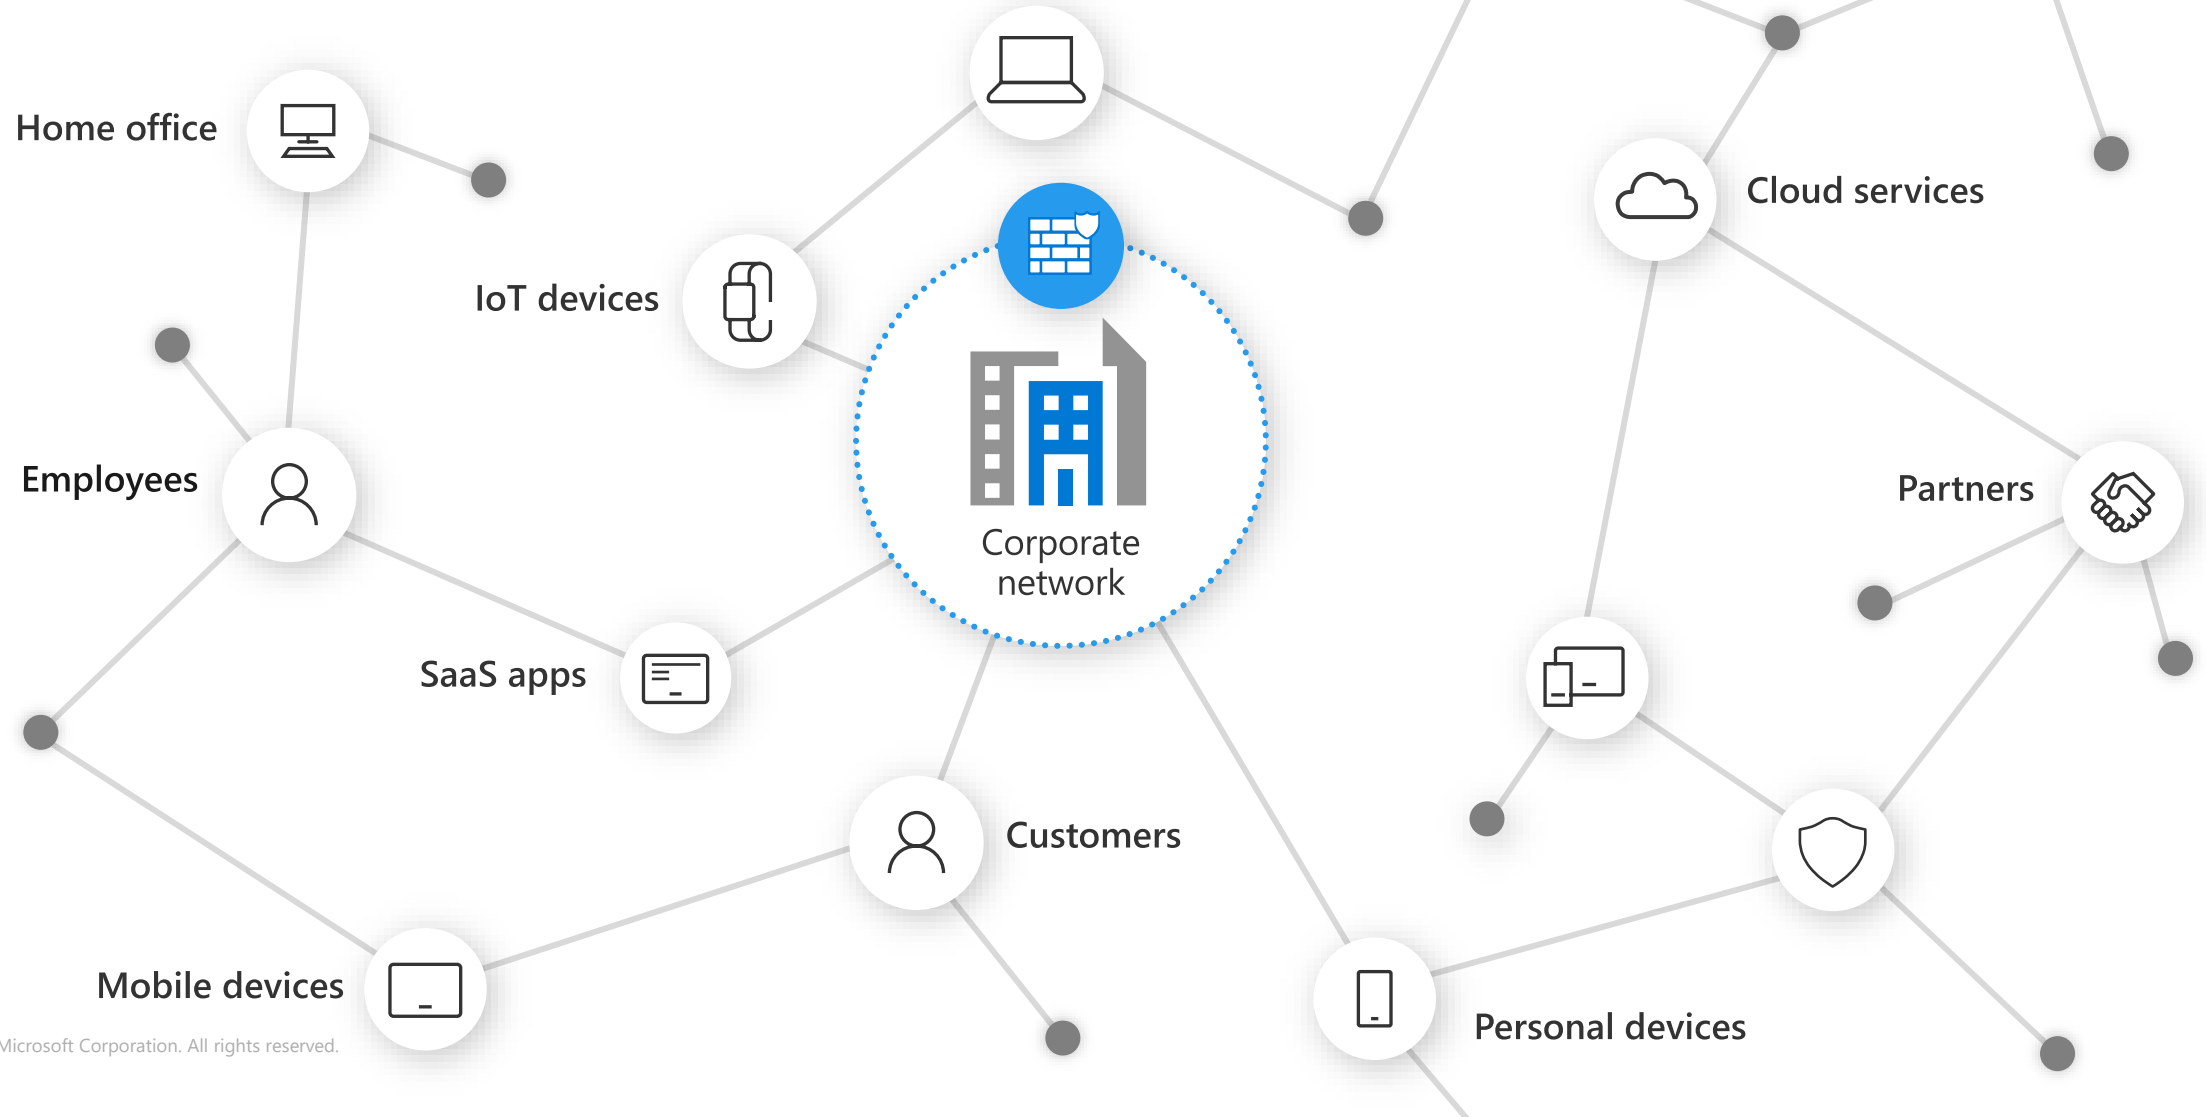 Home office
Cloud services
IoT devices
Employees
Partners
Corporate
network
SaaS apps
Customers
Mobile devices
Personal devices
Microsoft Corporation. All rights reserved.